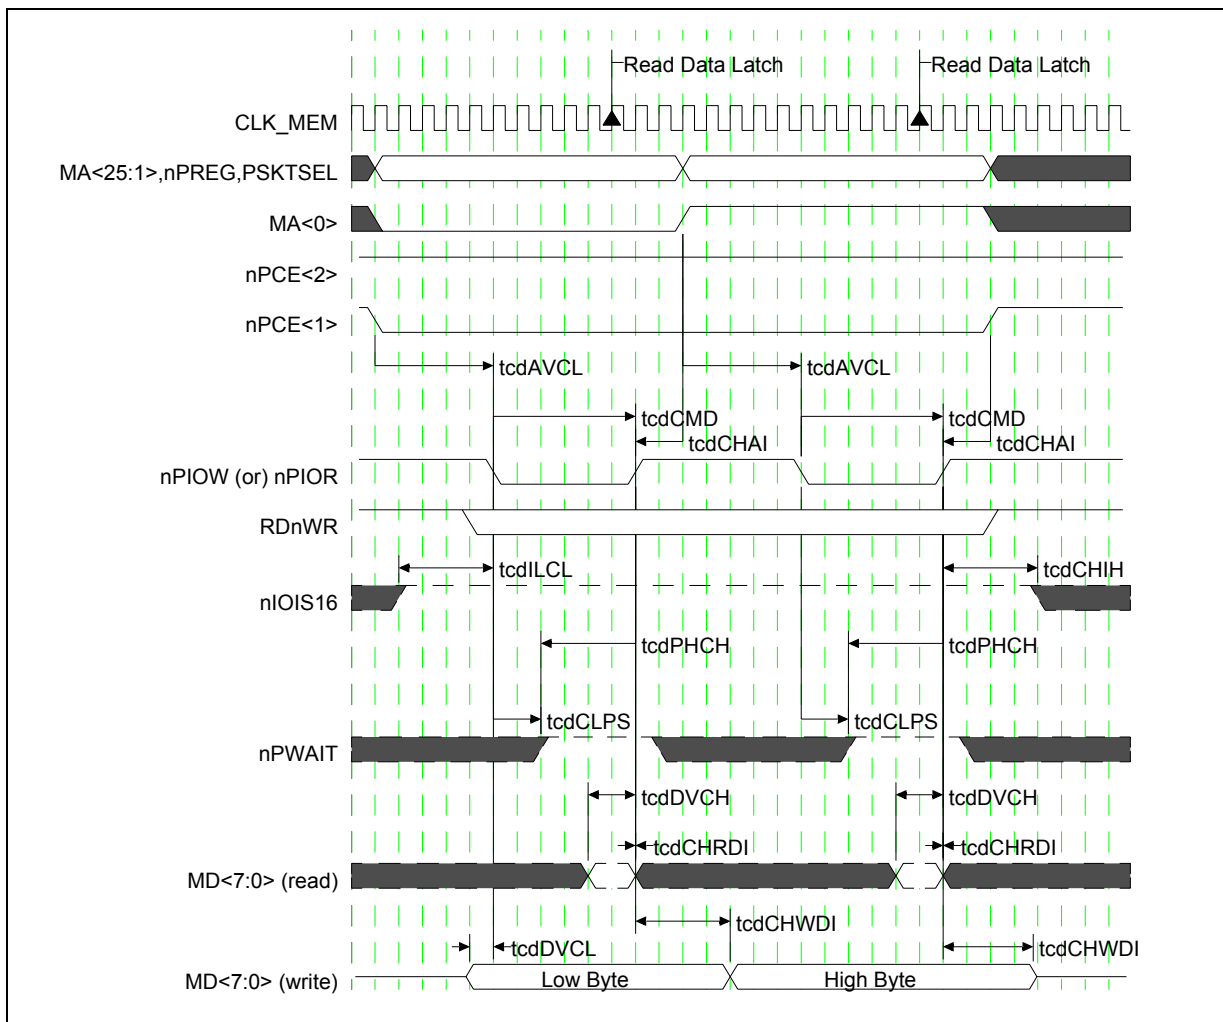 Read Data Latch Read Data Latch
CLK_MEM
MA<25:1>,nPREG,PSKTSEL
MA<0>
nPCE<2>
nPCE<1>
tcdAVCL tcdAVCL
tcdCMD tcdCMD
tcdCHAI tcdCHAI
nPIOW (or) nPIOR
RDnWR
tcdILCL tcdCHIH
nIOIS16
tcdPHCH tcdPHCH
tcdCLPS tcdCLPS
nPWAIT
tcdDVCH tcdDVCH
tcdCHRDI tcdCHRDI
MD<7:0> (read)
tcdCHWDI
tcdDVCL tcdCHWDI
MD<7:0> (write) Low Byte High Byte